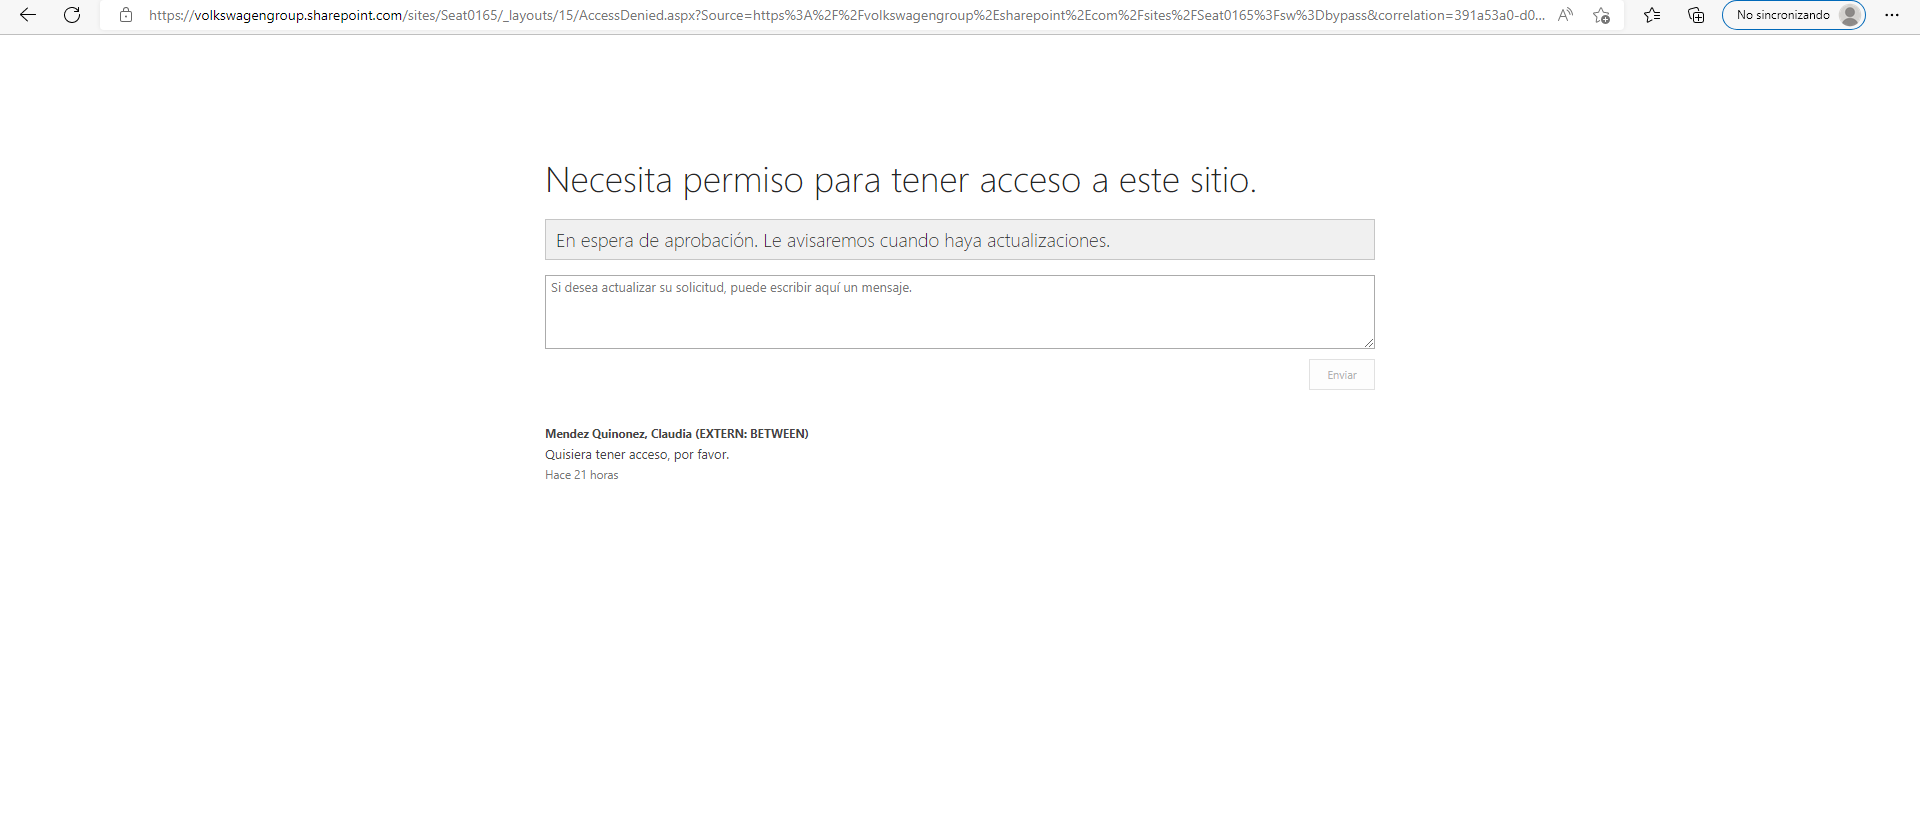 https://volkswagengroup.sharepoint.com/sites/Seat0165/_layouts/15/AccessDenied.aspx?Source=https%3A%2F%2Fvolkswagengroup%2Esharepoint%2Ecom%2Fsites%2FSeat0165%3Fsw%3Dbypass&correlation=391a53a0-d0...
No sincronizando
Necesita permiso para tener acceso a este sitio.
En espera de aprobación. Le avisaremos cuando haya actualizaciones.
Si desea actualizar su solicitud, puede escribir aquí un mensaje.
Enviar
Mendez Quinonez, Claudia (EXTERN: BETWEEN)
Quisiera tener acceso, por favor.
Hace 21 horas